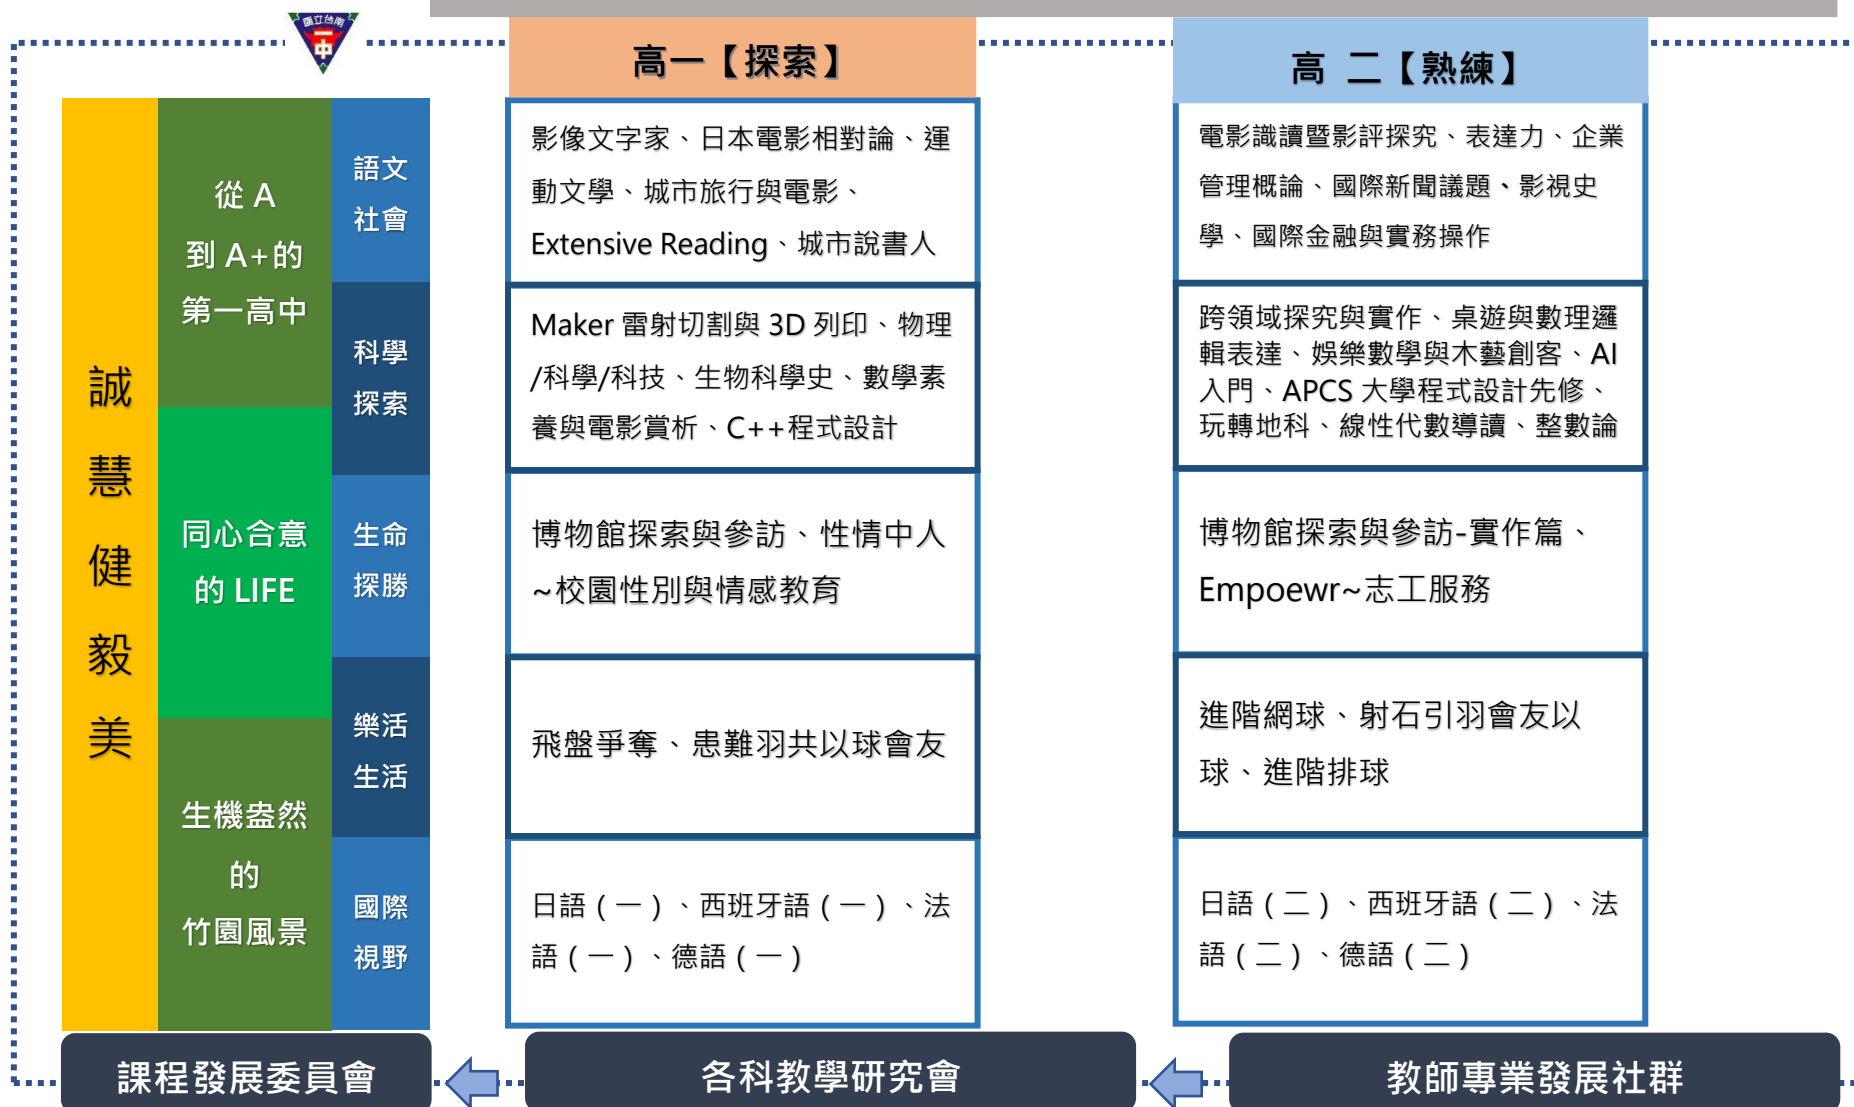 國立台南
一中
高一【探索】
高 二【熟練】
誠
慧
健
毅
美
從 A
到 A+的
第一高中
同心合意
的 LIFE
生機盎然
的
竹園風景
語文
社會
影像文字家、日本電影相對論、運
動文學、城市旅行與電影、
Extensive Reading、城市說書人
電影識讀暨影評探究、表達力、企業
管理概論、國際新聞議題、影視史
學、國際金融與實務操作
科學
探索
Maker 雷射切割與 3D 列印、物理
/科學/科技、生物科學史、數學素
養與電影賞析、C++程式設計
跨領域探究與實作、桌遊與數理邏
輯表達、娛樂數學與木藝創客、AI
入門、APCS 大學程式設計先修、
玩轉地科、線性代數導讀、整數論
生命
探勝
博物館探索與參訪、性情中人
~校園性別與情感教育
博物館探索與參訪-實作篇、
Empoewr~志工服務
樂活
生活
飛盤爭奪、患難羽共以球會友
進階網球、射石引羽會友以
球、進階排球
國際
視野
日語（一）、西班牙語（一）、法
語（一）、德語（一）
日語（二）、西班牙語（二）、法
語（二）、德語（二）
課程發展委員會
各科教學研究會
教師專業發展社群